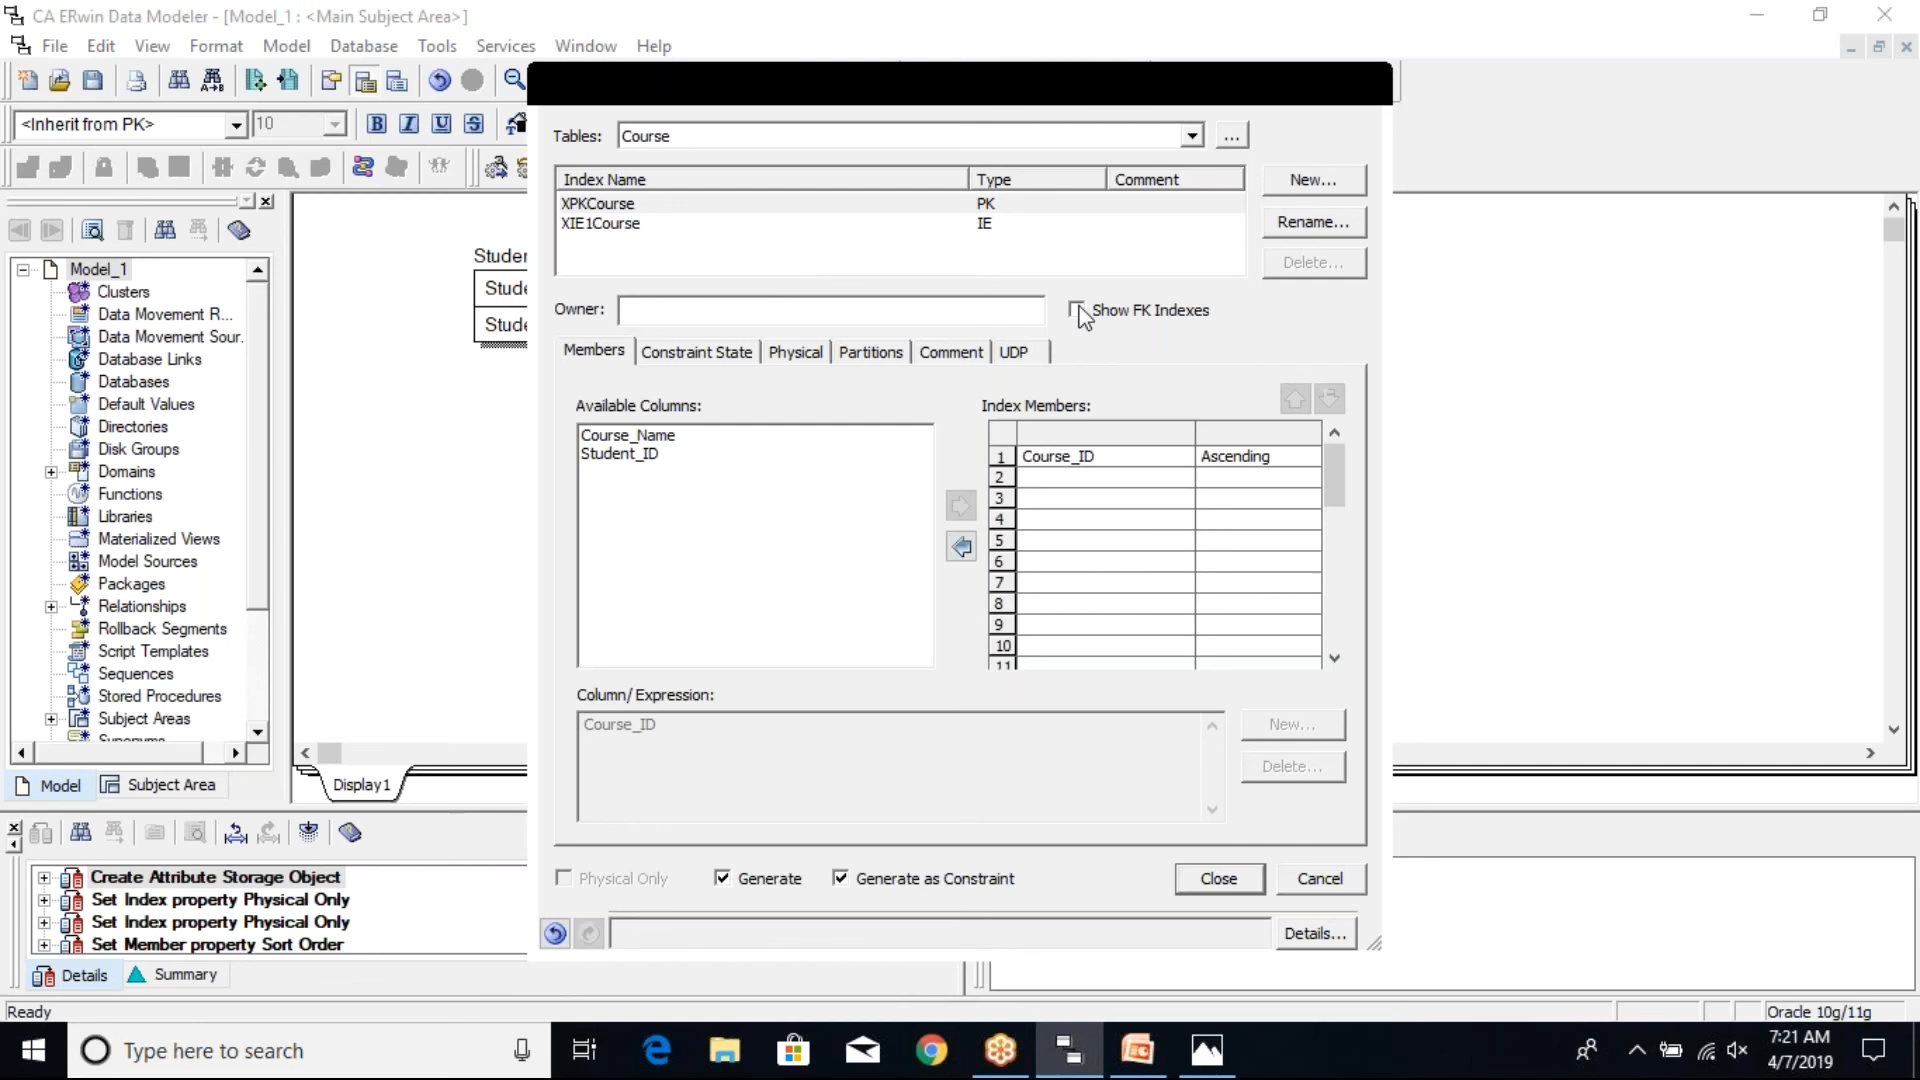 CA ERwin Data Modeler - [Model_1 : <Main Subject Area>]
File Edit View Format Model Database Tools Services Window Help
A→B
<Inherit from PK> 10 B I U S
Tables: Course ...
Index Name Type Comment New...
XPKCourse PK
XIE1Course IE Rename...
Delete...
Owner: Show FK Indexes
Members Constraint State Physical Partitions Comment UDP
Available Columns: Index Members:
Course_Name
Student_ID
1 Course_ID Ascending
2
3
4
5
6
7
8
9
10
11
Column/Expression:
Course_ID New...
Delete...
Physical Only Generate Generate as Constraint Close Cancel
Details...
Model_1
Clusters
Data Movement R...
Data Movement Sour.
Database Links
Databases
Default Values
Directories
Disk Groups
Domains
Functions
Libraries
Materialized Views
Model Sources
Packages
Relationships
Rollback Segments
Script Templates
Sequences
Stored Procedures
Subject Areas
Synonyms
Model Subject Area
Studen
Stude
Stude
Display1
Create Attribute Storage Object
Set Index property Physical Only
Set Index property Physical Only
Set Member property Sort Order
Details Summary
Ready Oracle 10g/11g
Type here to search
7:21 AM
4/7/2019